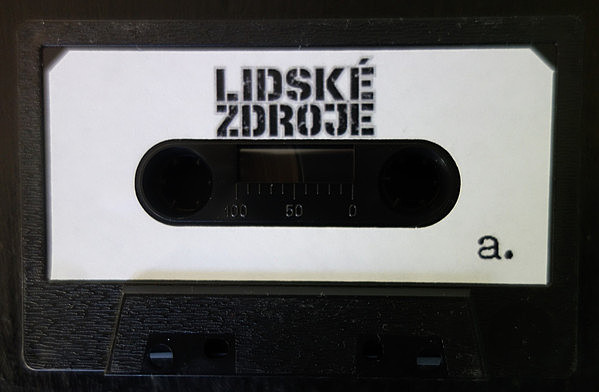 LIDSKÉ
ZDROJE
100 50 0
a.